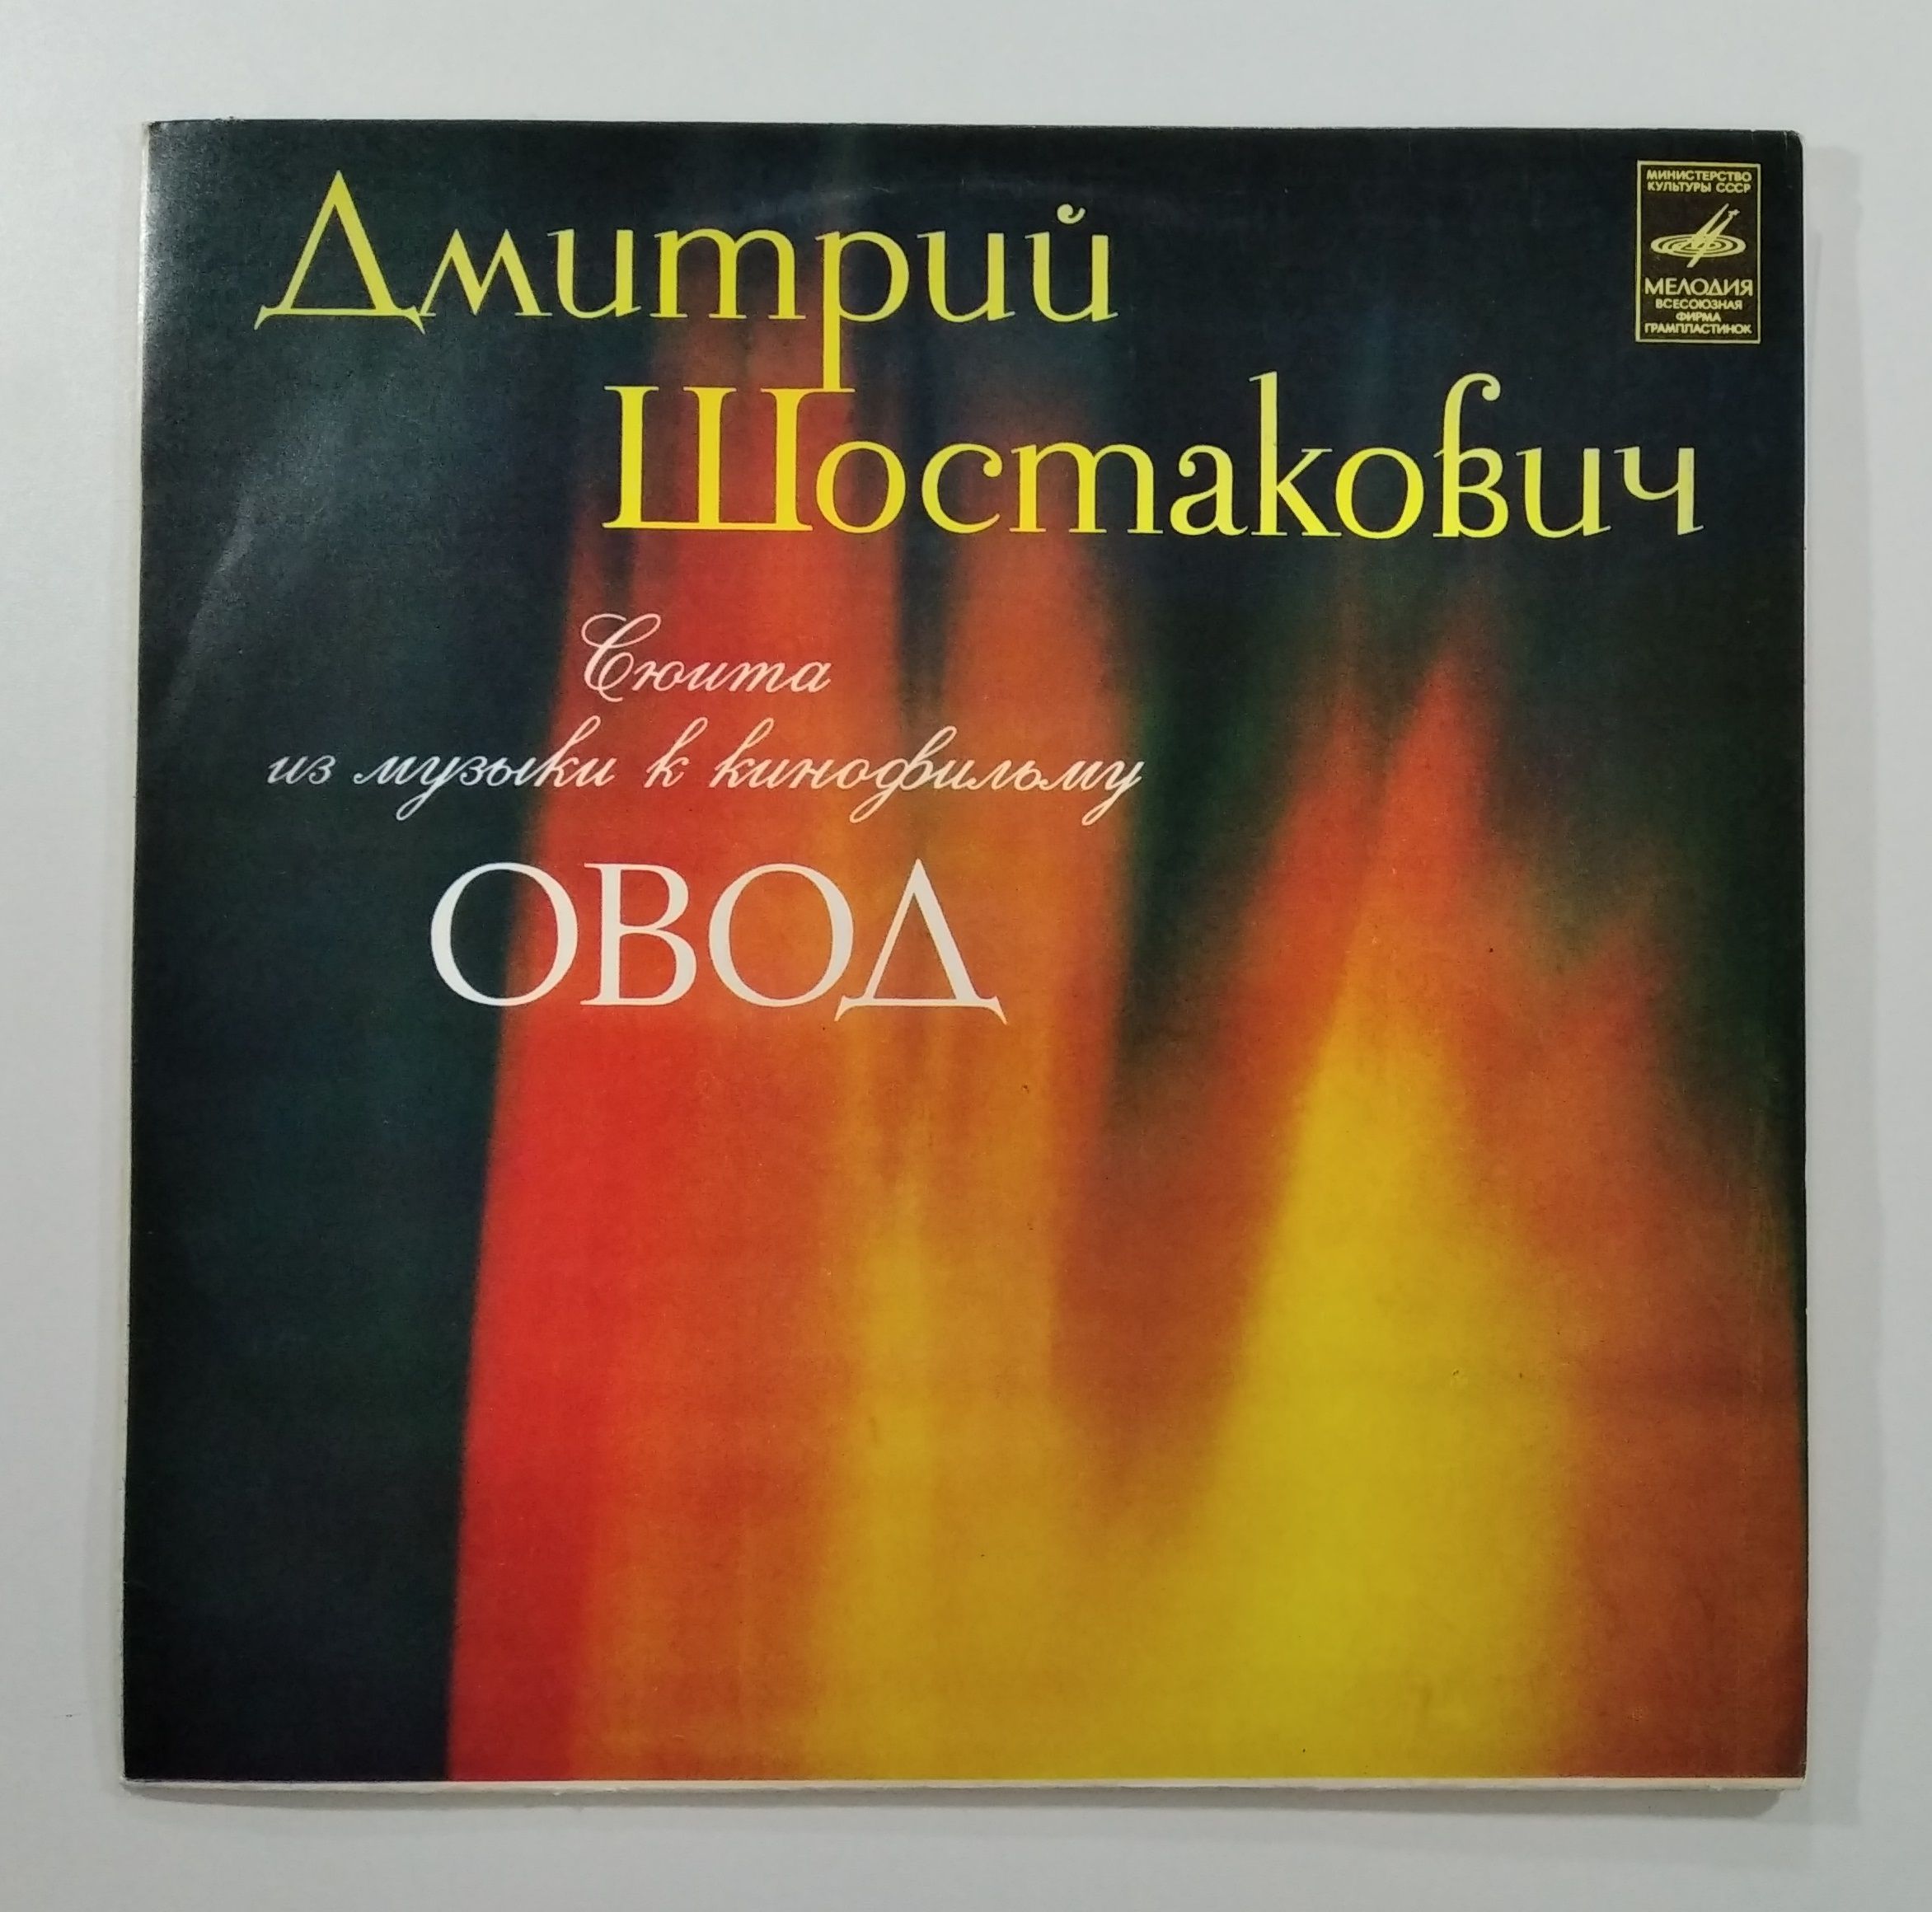 Дмитрий
Шостакович
Сюита
из музыки к кинофильму
ОВОД
МИНИСТЕРСТВО
КУЛЬТУРЫ СССР
МЕЛОДИЯ
ВСЕСОЮЗНАЯ
ФИРМА
ГРАМПЛАСТИНОК